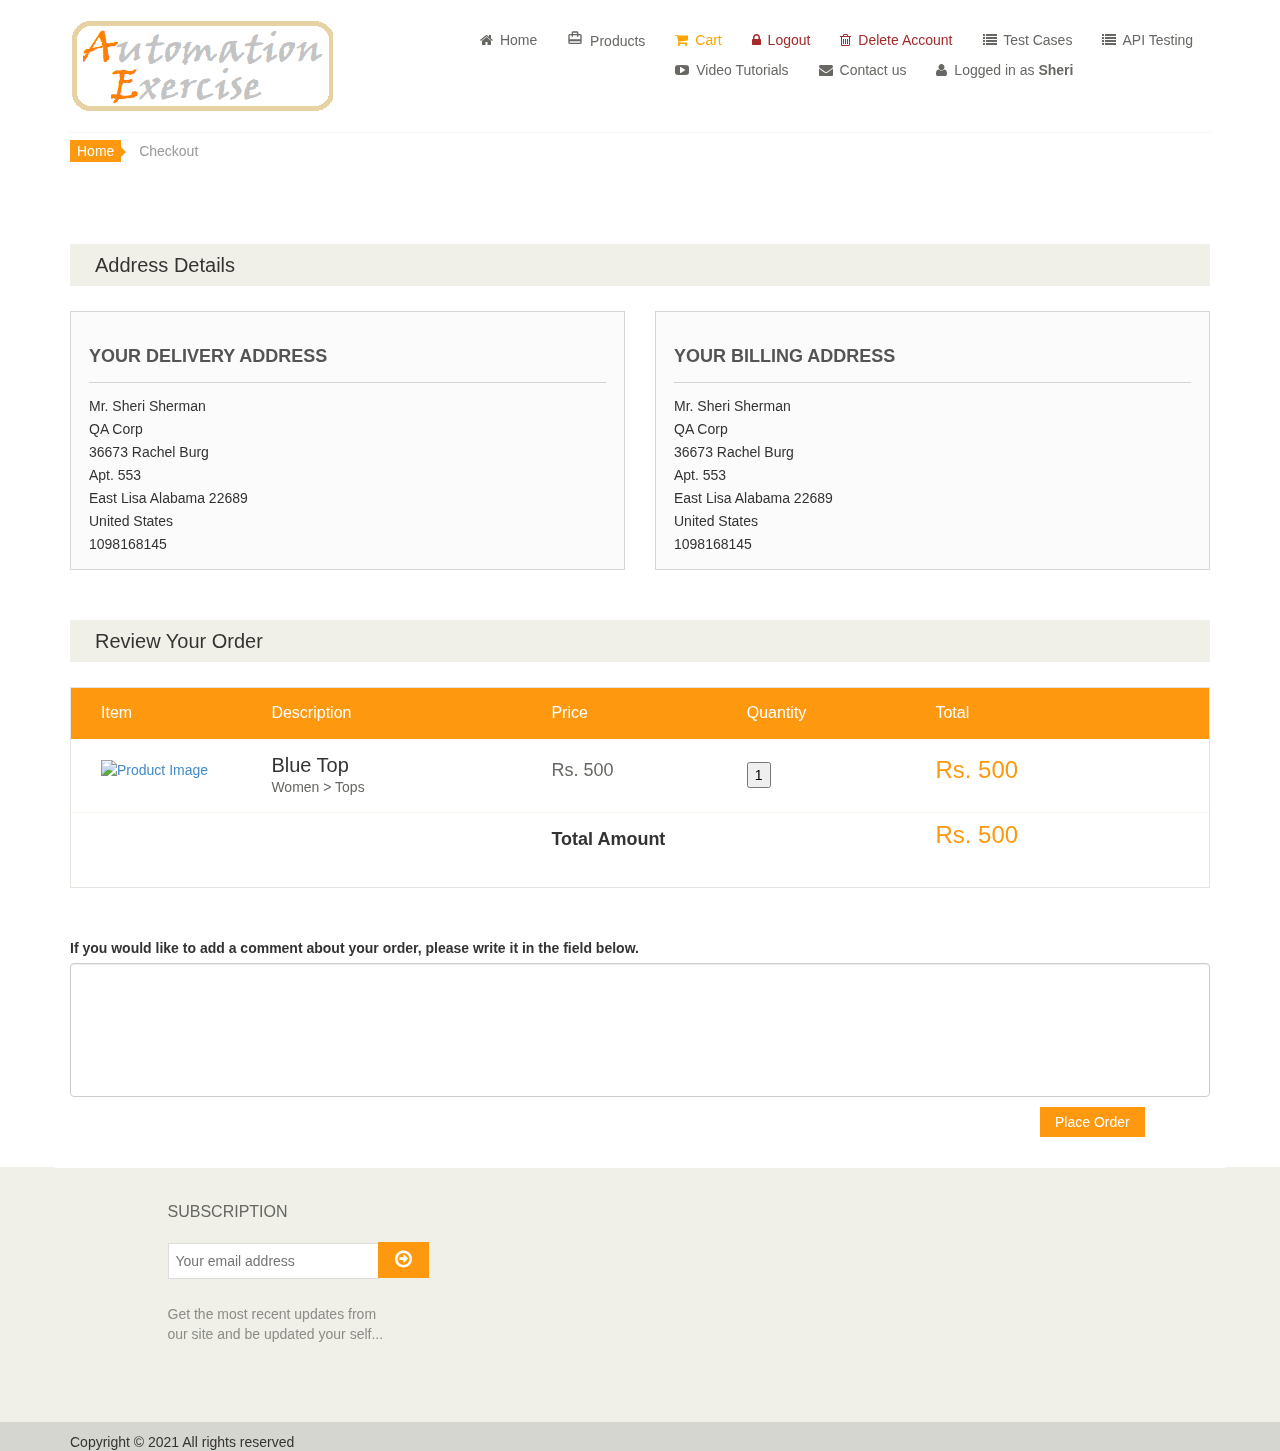 Automation
Exercise
Home Products Cart Logout Delete Account Test Cases API Testing
Video Tutorials Contact us Logged in as Sheri
Home Checkout
Address Details
YOUR DELIVERY ADDRESS
Mr. Sheri Sherman
QA Corp
36673 Rachel Burg
Apt. 553
East Lisa Alabama 22689
United States
1098168145
YOUR BILLING ADDRESS
Mr. Sheri Sherman
QA Corp
36673 Rachel Burg
Apt. 553
East Lisa Alabama 22689
United States
1098168145
Review Your Order
Item Description Price Quantity Total
Product Image Blue Top Rs. 500 1 Rs. 500
Women > Tops
Total Amount Rs. 500
If you would like to add a comment about your order, please write it in the field below.
Place Order
SUBSCRIPTION
Your email address
Get the most recent updates from
our site and be updated your self...
Copyright © 2021 All rights reserved